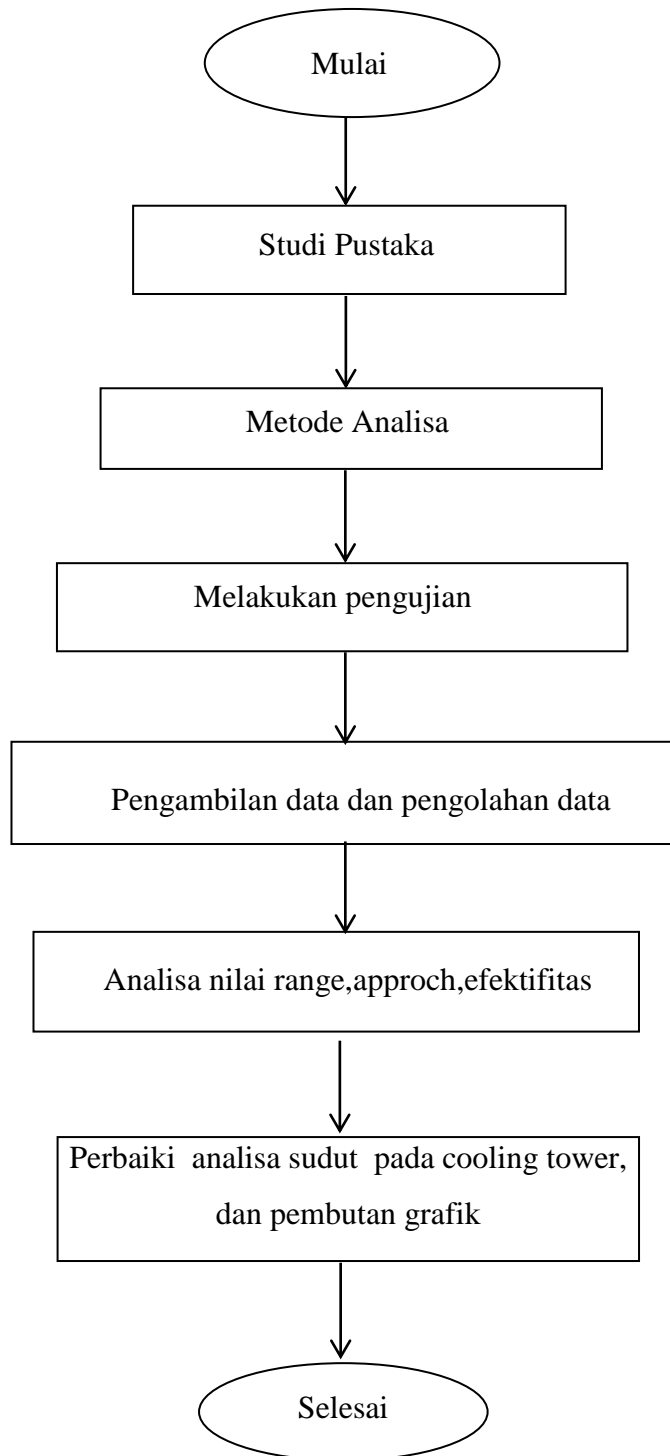 Mulai
Studi Pustaka
Metode Analisa
Melakukan pengujian
Pengambilan data dan pengolahan data
Analisa nilai range,approch,efektifitas
Perbaiki analisa sudut pada cooling tower,
dan pembutan grafik
Selesai